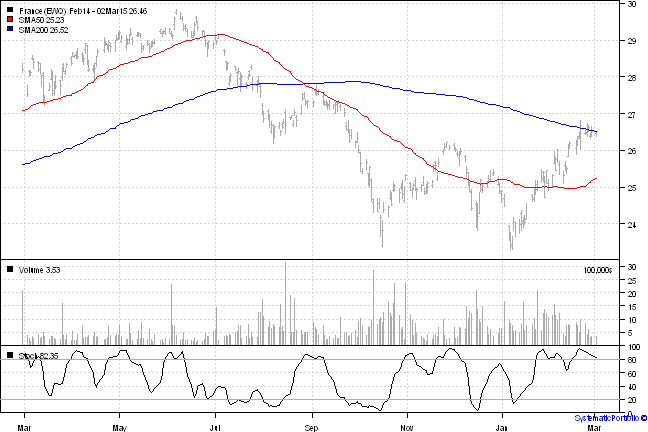 France (EWQ) Feb14 - 02Mar15 26.46
SMA50 25.23
SMA200 26.52
30
29
28
27
26
25
24
Volume 3.53
100,000s
30
25
20
15
10
5
Stoch 82.35
100
80
60
40
20
0
Mar May Jul Sep Nov Jan Mar
SystematicPortfolio ©